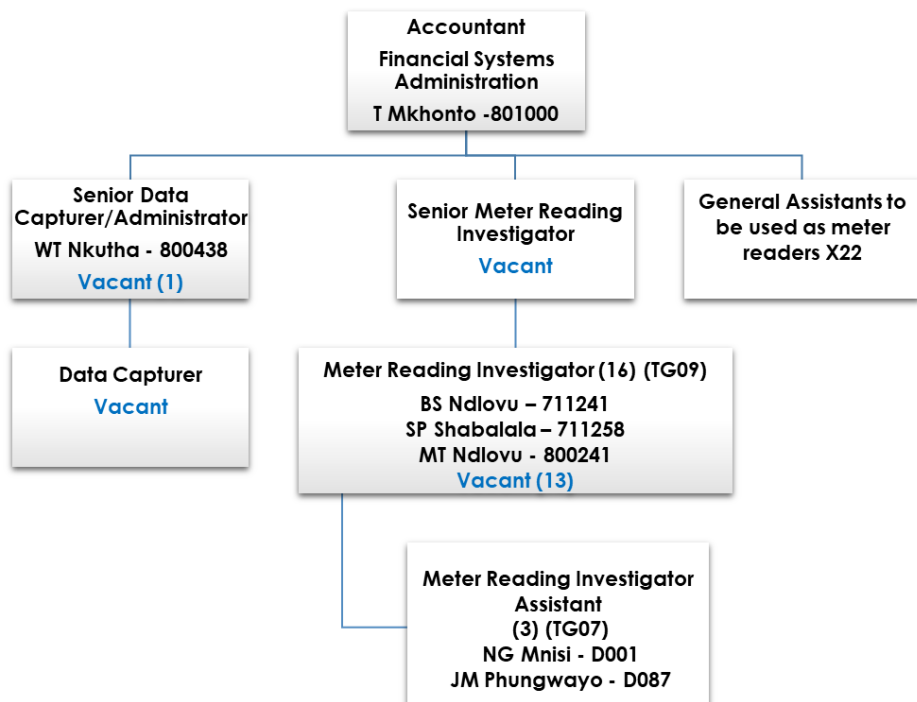 Accountant
Financial Systems
Administration
T Mkhonto -801000
Senior Data
Capturer/Administrator
WT Nkutha - 800438
Vacant (1)
Senior Meter Reading
Investigator
Vacant
General Assistants to
be used as meter
readers X22
Data Capturer
Vacant
Meter Reading Investigator (16) (TG09)
BS Ndlovu – 711241
SP Shabalala – 711258
MT Ndlovu - 800241
Vacant (13)
Meter Reading Investigator
Assistant
(3) (TG07)
NG Mnisi - D001
JM Phungwayo - D087